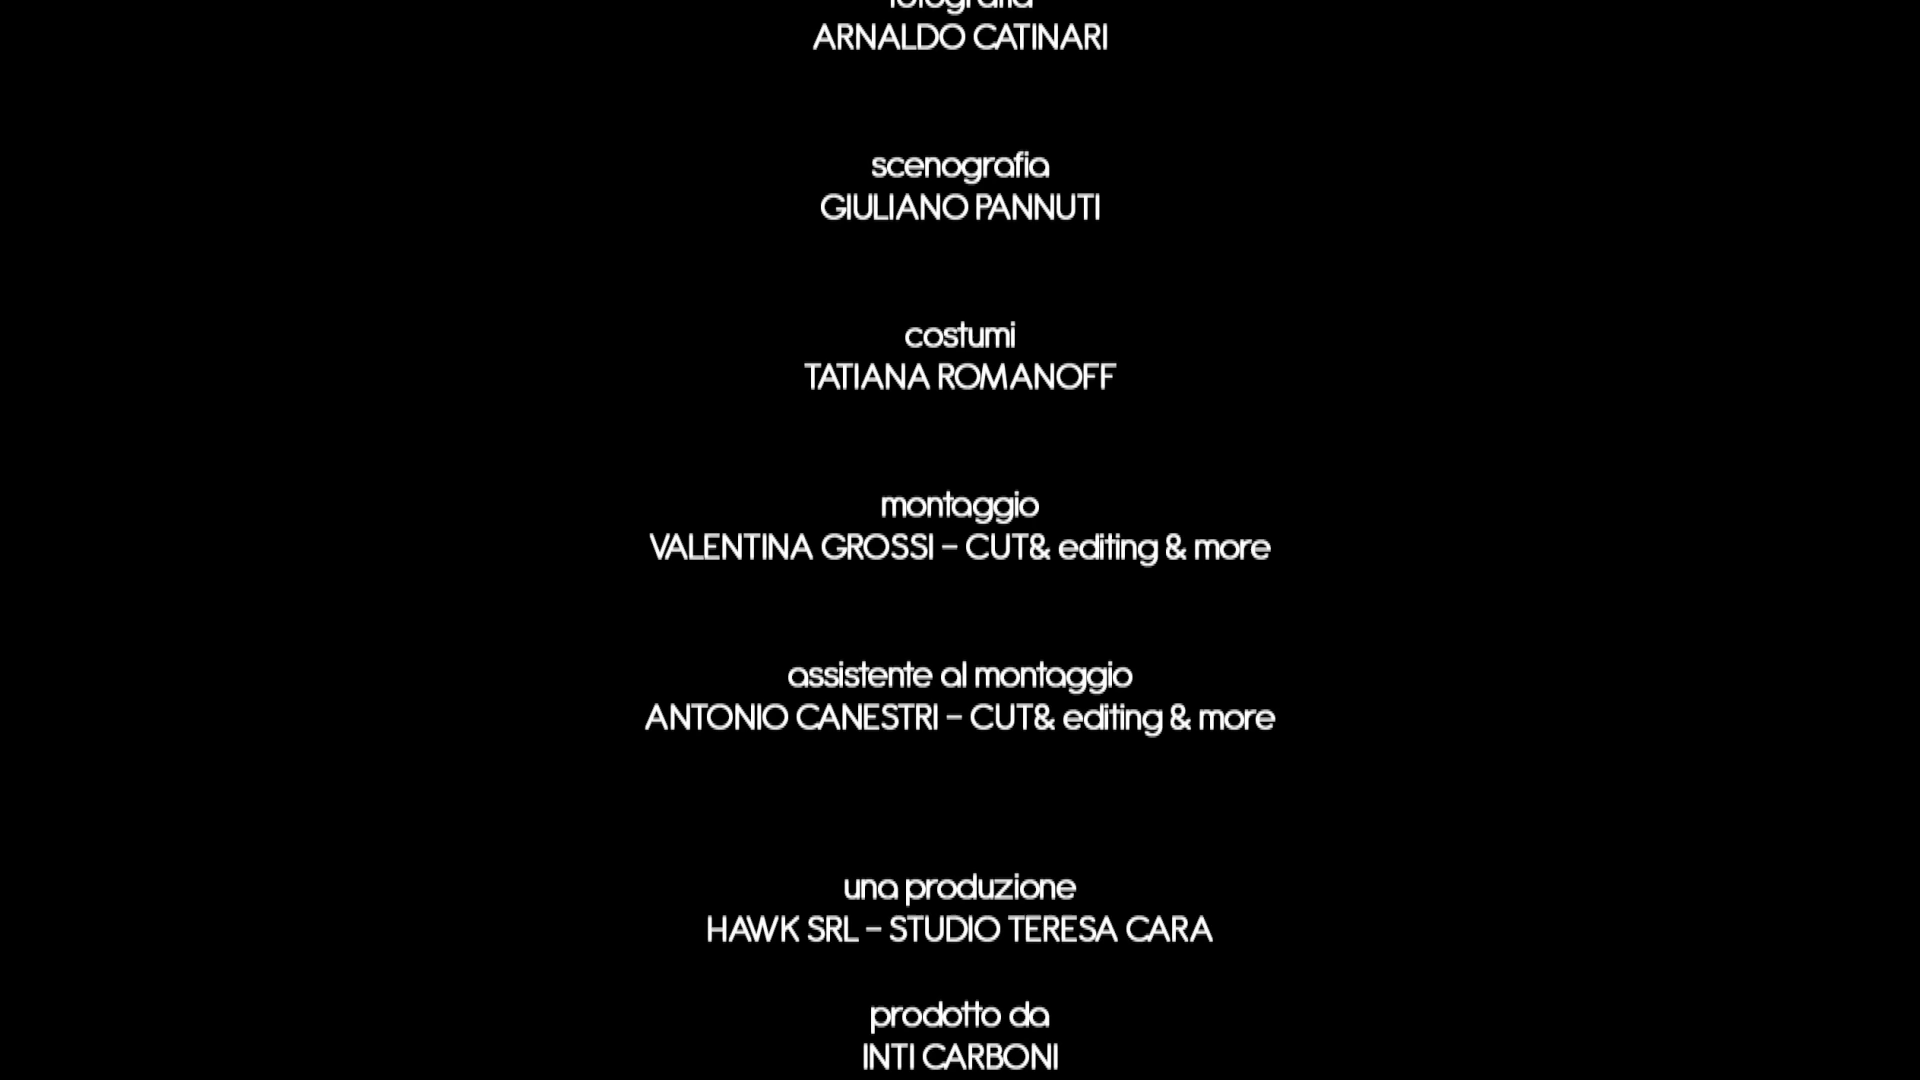 fotografia
ARNALDO CATINARI
scenografia
GIULIANO PANNUTI
costumi
TATIANA ROMANOFF
montaggio
VALENTINA GROSSI – CUT& editing & more
assistente al montaggio
ANTONIO CANESTRI – CUT& editing & more
una produzione
HAWK SRL – STUDIO TERESA CARA
prodotto da
INTI CARBONI